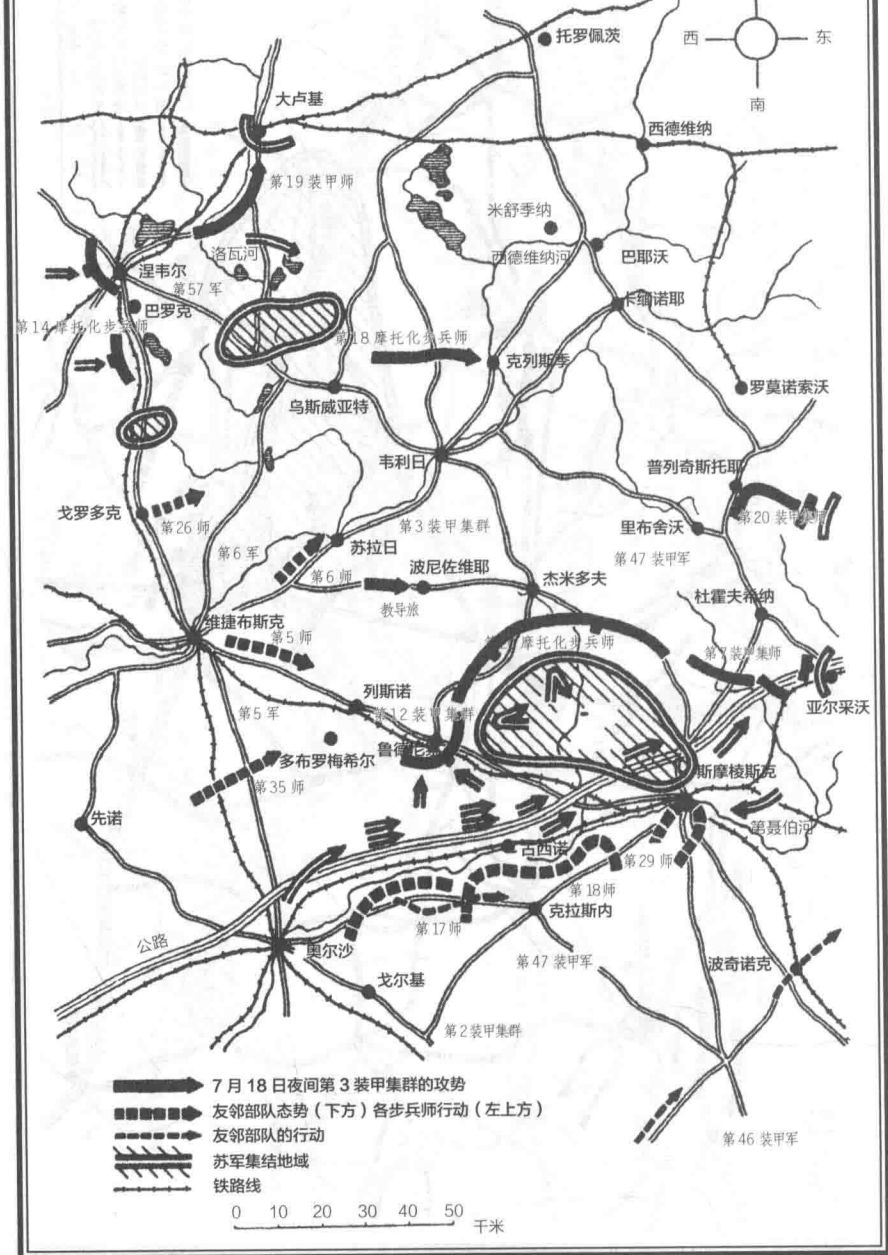 托罗佩茨
西
东
南
大卢基
西德维纳
第19装甲师
米舒季纳
洛瓦河
西德维纳河
巴耶沃
涅韦尔
第57军
卡缅诺耶
巴罗克
第14摩托化步兵师
第18摩托化步兵师
克列斯季
乌斯威亚特
罗莫诺索沃
韦利日
普列奇斯托耶
戈罗多克
第26师
第3装甲集群
里布舍沃
第20装甲集师
第6军
苏拉日
第47装甲军
第6师
波尼佐维耶
杰米多夫
教导旅
杜霍夫希纳
维捷布斯克
第5师
摩托化步兵师
第7装甲集师
列斯诺
亚尔采沃
第5军
第12装甲集群
多布罗梅希尔
鲁德尼
第35师
斯摩棱斯克
先诺
第聂伯河
古西诺
第29师
第18师
公路
奥尔沙
第17师
克拉斯内
第47装甲军
波奇诺克
戈尔基
第2装甲集群
7月18日夜间第3装甲集群的攻势
友邻部队态势（下方）各步兵师行动（左上方）
友邻部队的行动
苏军集结地域
铁路线
第46装甲军
0 10 20 30 40 50
千米